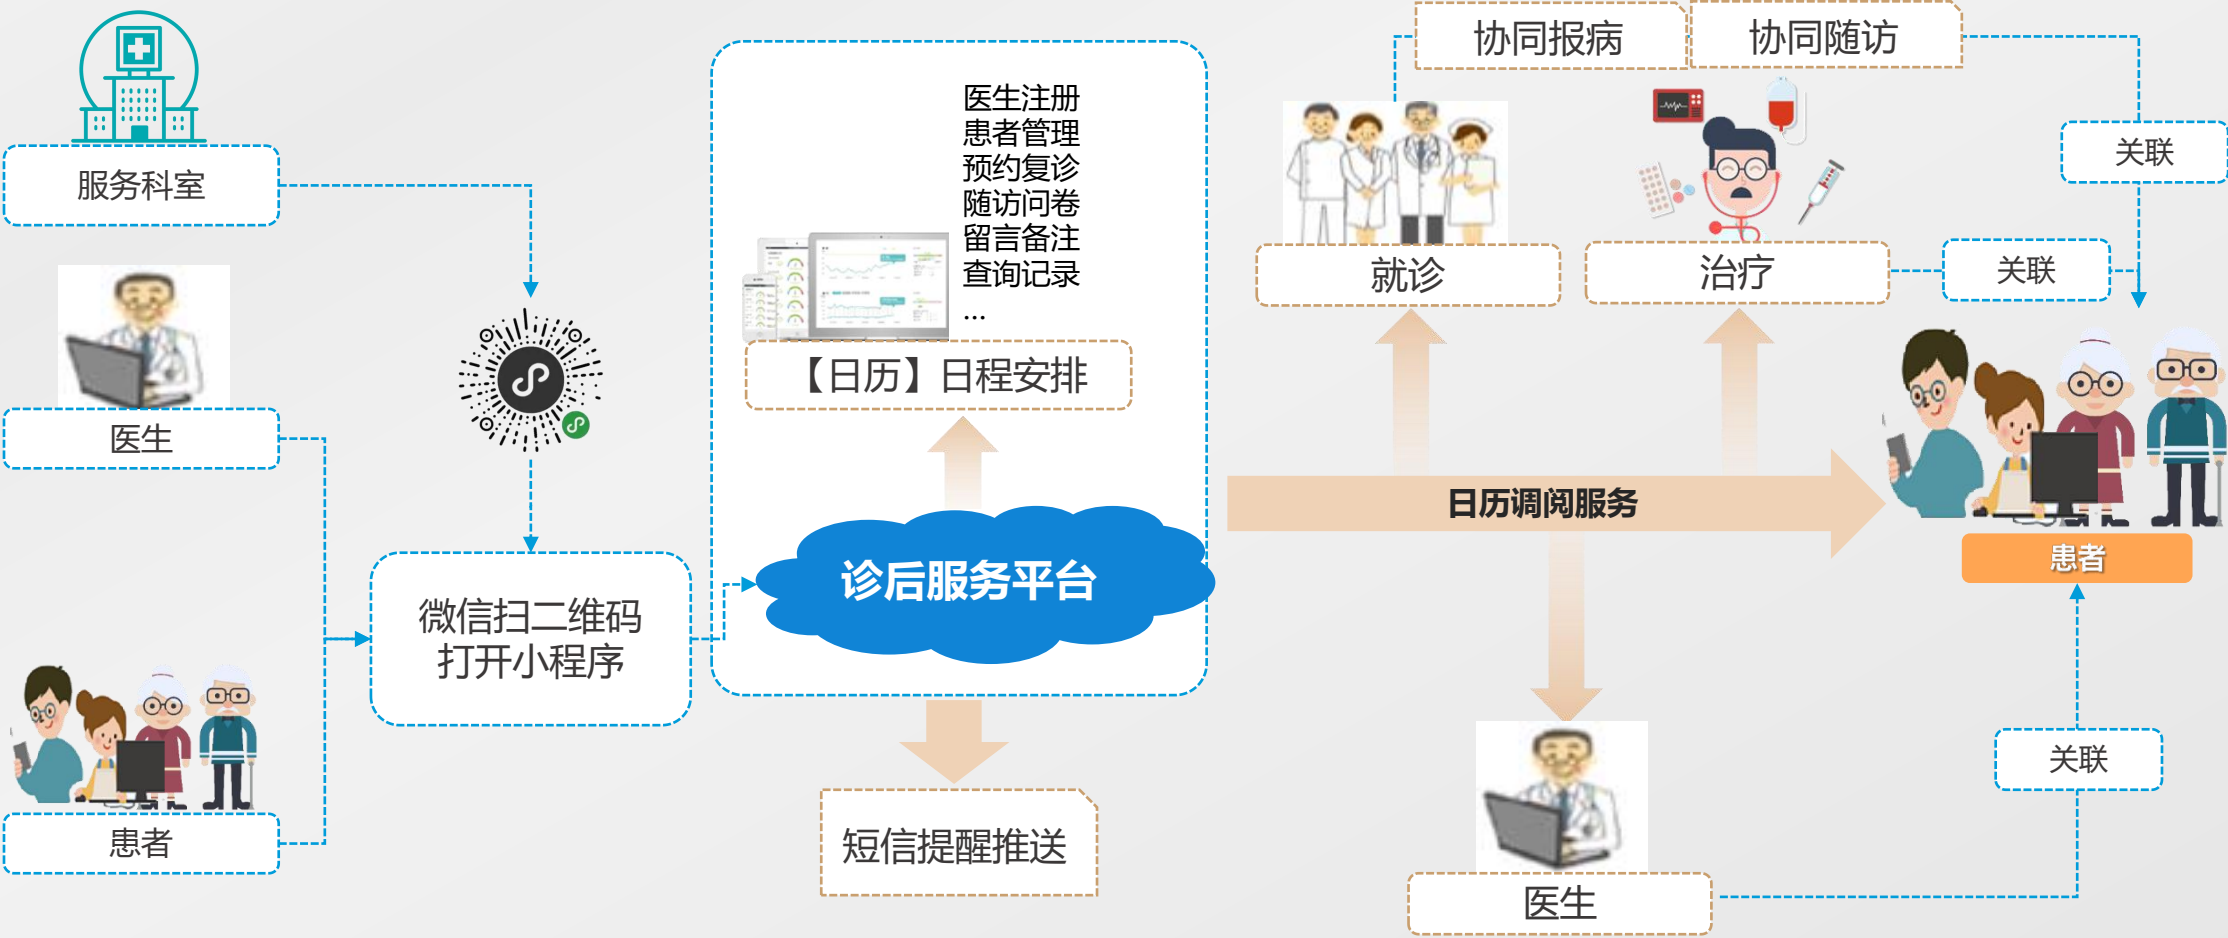 服务科室
医生
患者
微信扫二维码
打开小程序
医生注册
患者管理
预约复诊
随访问卷
留言备注
查询记录
...
【日历】日程安排
诊后服务平台
短信提醒推送
协同报病
协同随访
关联
就诊
治疗
关联
日历调阅服务
患者
关联
医生